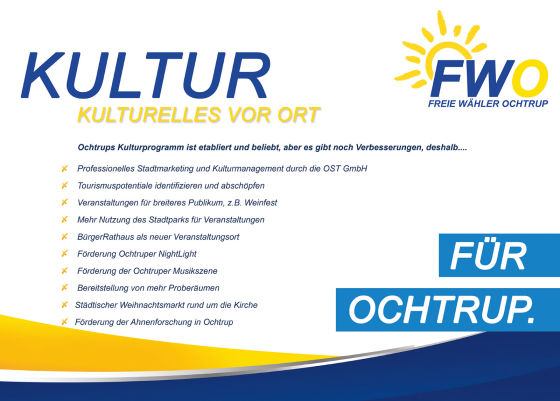 KULTUR
KULTURELLES VOR ORT
FWO
FREIE WÄHLER OCHTRUP
Ochtrups Kulturprogramm ist etabliert und beliebt, aber es gibt noch Verbesserungen, deshalb....
Professionelles Stadtmarketing und Kulturmanagement durch die OST GmbH
Tourismuspotentiale identifizieren und abschöpfen
Veranstaltungen für breiteres Publikum, z.B. Weinfest
Mehr Nutzung des Stadtparks für Veranstaltungen
BürgerRathaus als neuer Veranstaltungsort
Förderung Ochtruper NightLight
Förderung der Ochtruper Musikszene
Bereitstellung von mehr Proberäumen
Städtischer Weihnachtsmarkt rund um die Kirche
Förderung der Ahnenforschung in Ochtrup
FÜR
OCHTRUP.